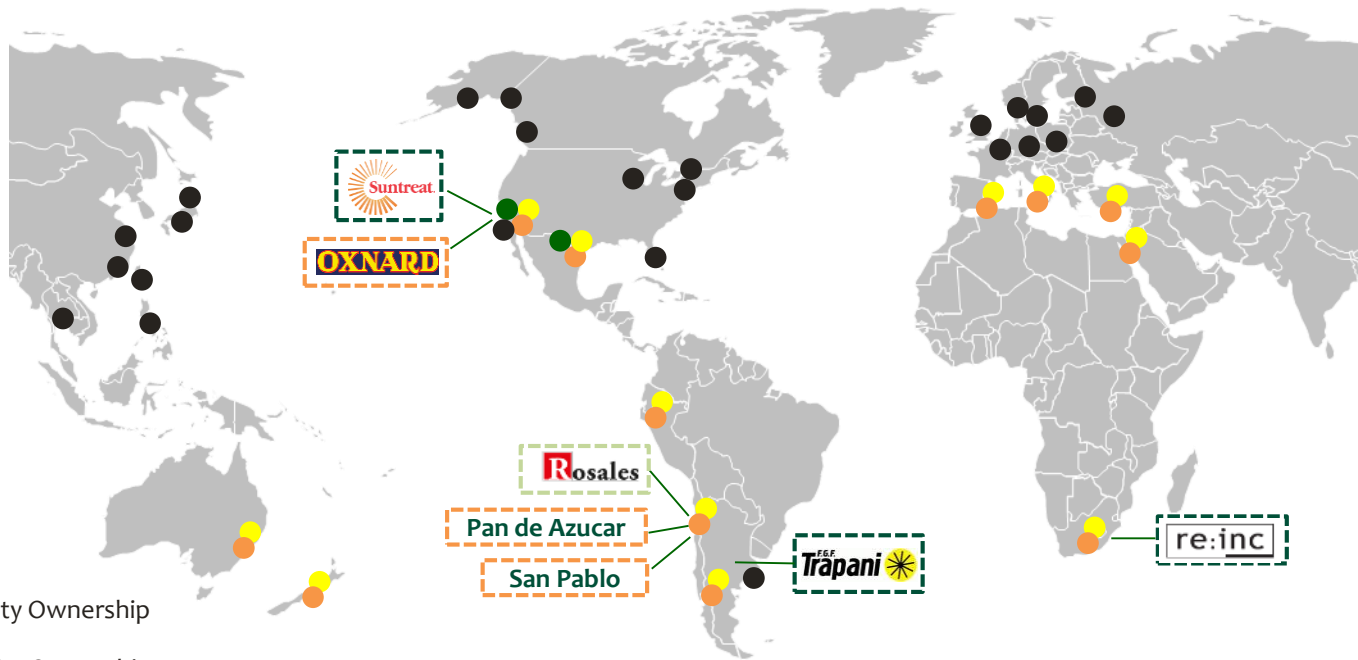 Suntreat.
OXNARD
Rosales
Pan de Azucar
San Pablo
F.G.F.
Trapani
re:inc
ty Ownership